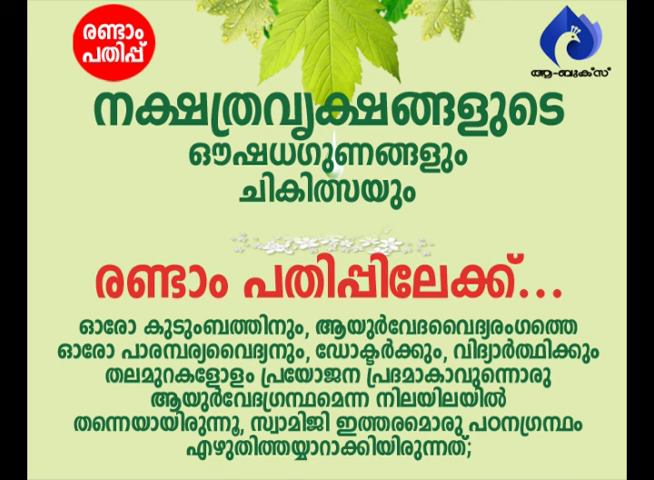 രണ്ടാം
പതിപ്പ്
ആ-ബുക്സ്
നക്ഷത്രവൃക്ഷങ്ങളുടെ
ഔഷധഗുണങ്ങളും
ചികിത്സയും
രണ്ടാം പതിപ്പിലേക്ക്...
ഓരോ കുടുംബത്തിനും, ആയുർവേദവൈദ്യരംഗത്തെ
ഓരോ പാരമ്പര്യവൈദ്യനും, ഡോക്ടർക്കും, വിദ്യാർത്ഥിക്കും
തലമുറകളോളം പ്രയോജന പ്രദമാകാവുന്നൊരു
ആയുർവേദഗ്രന്ഥമെന്ന നിലയിലയിൽ
തന്നെയായിരുന്നൂ, സ്വാമിജി ഇത്തരമൊരു പഠനഗ്രന്ഥം
എഴുതിത്തയ്യാറാക്കിയിരുന്നത്;